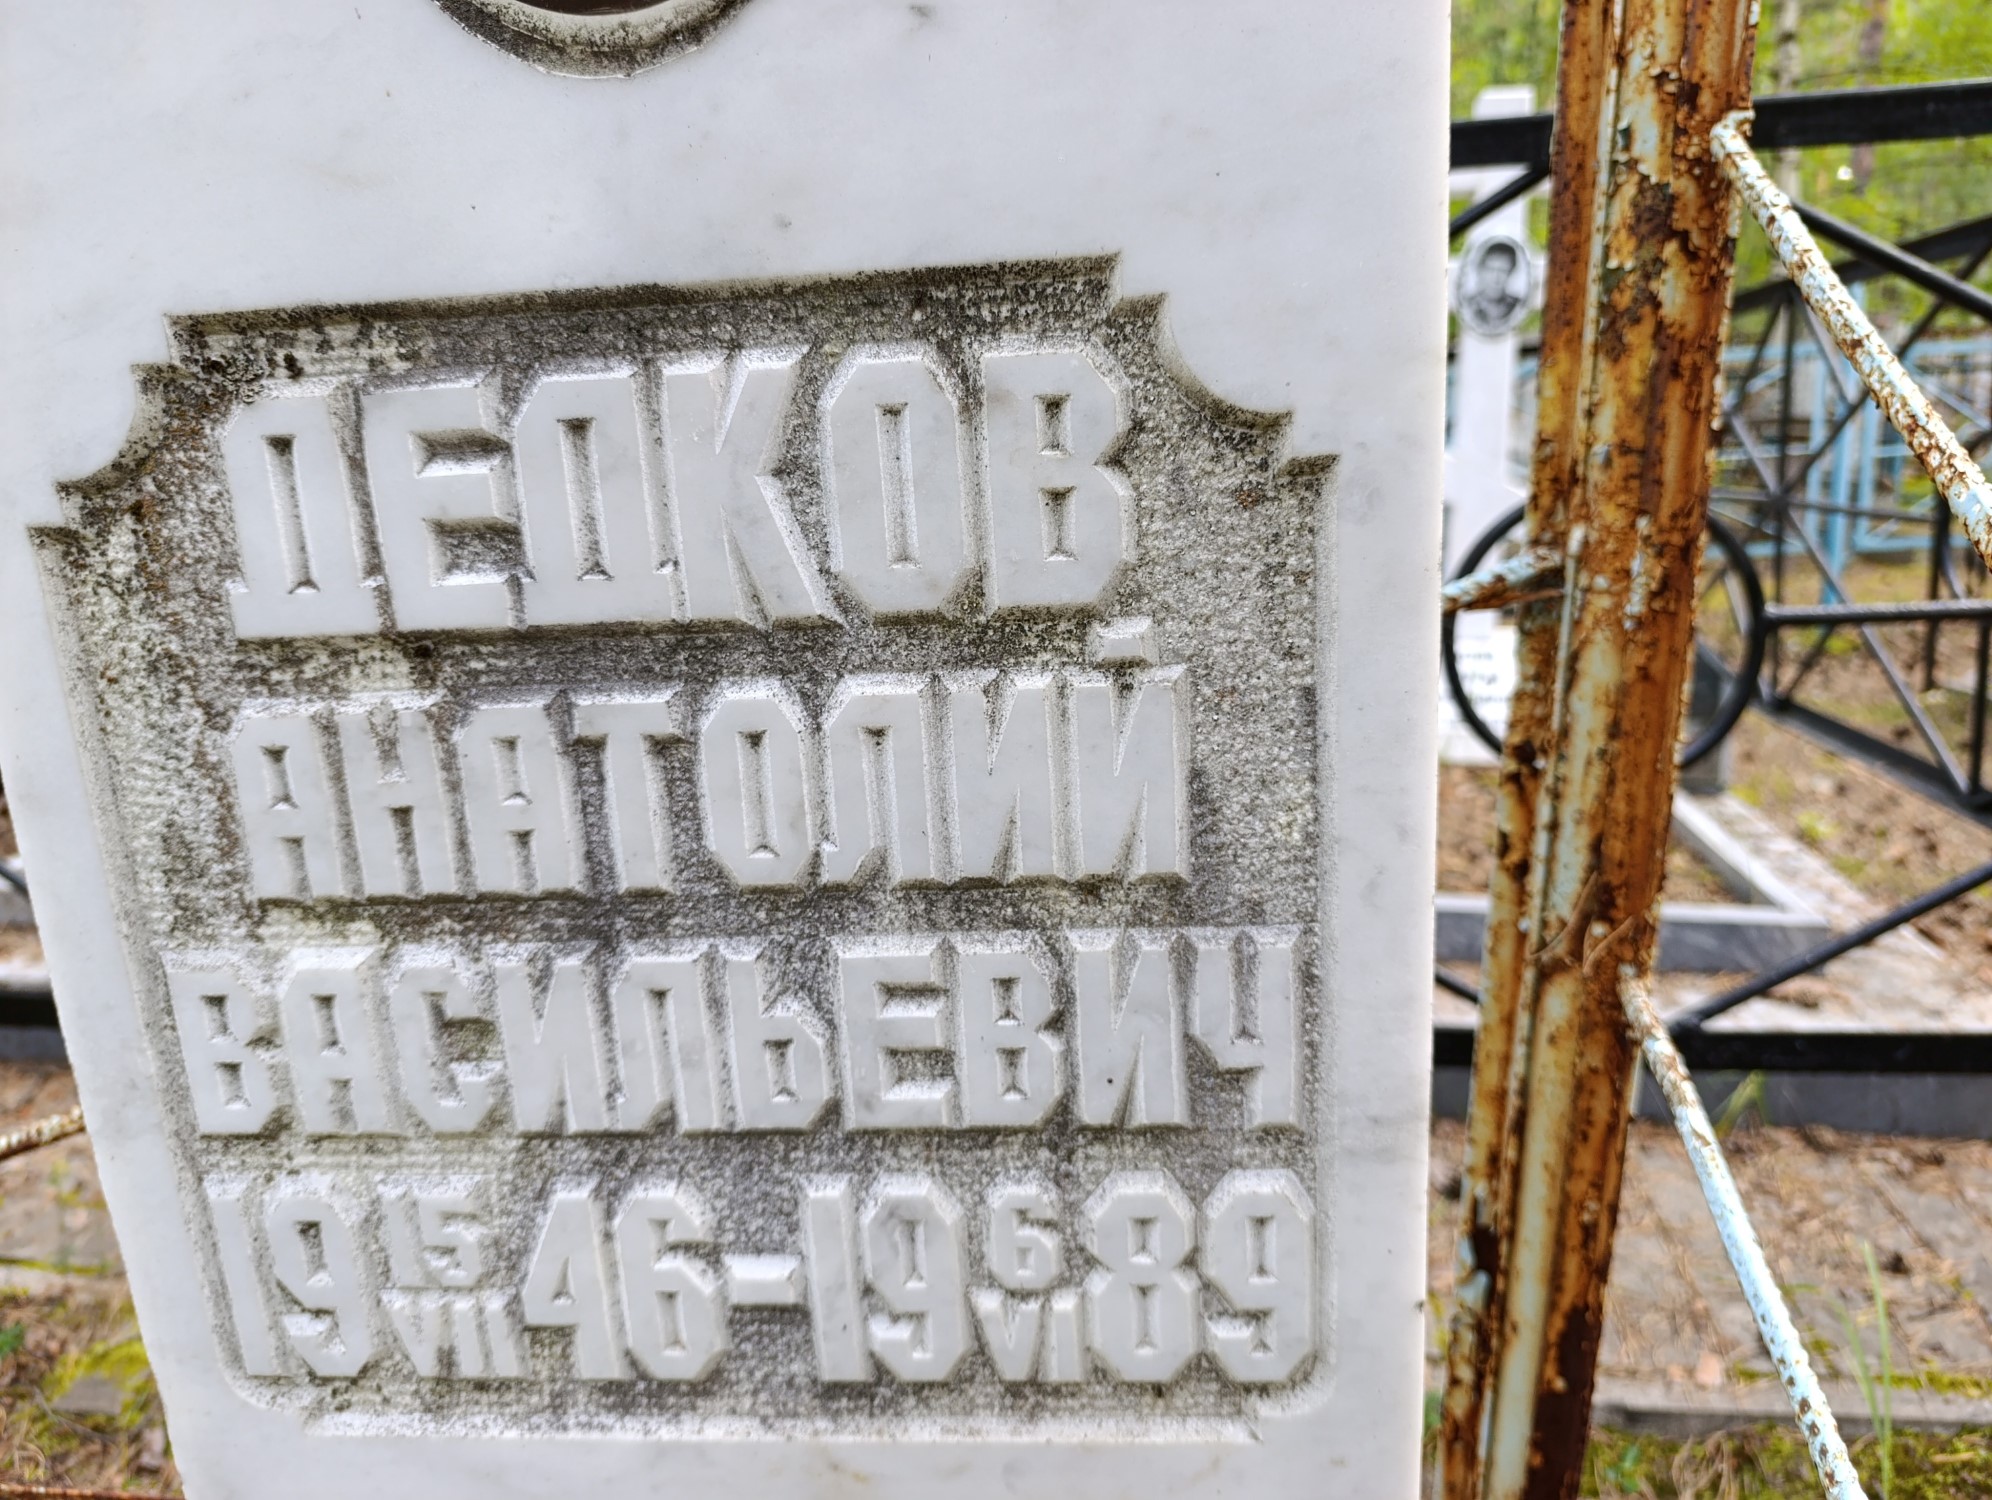 ДЕДКОВ
АНАТОЛИЙ
ВАСИЛЬЕВИЧ
19 15/VII 46-19 6/VI 89